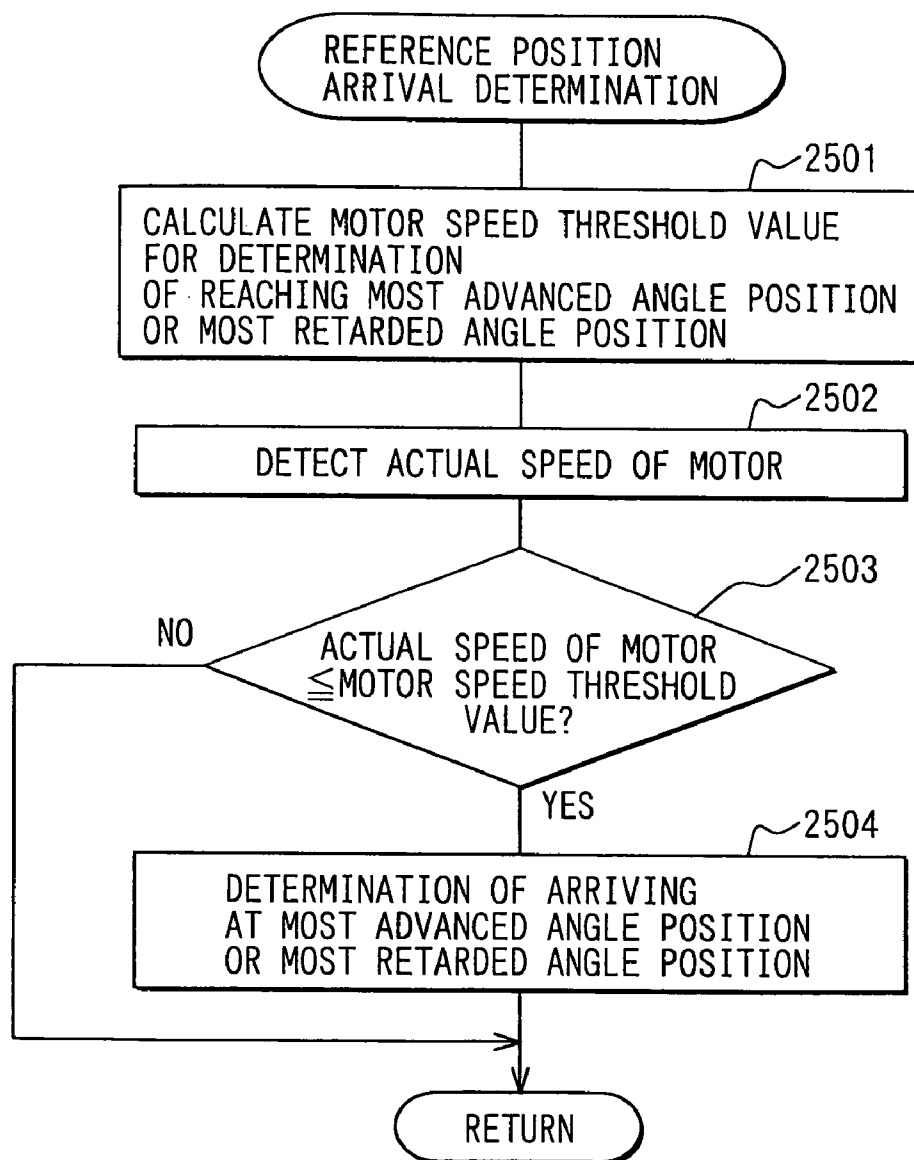 REFERENCE POSITION
ARRIVAL DETERMINATION
2501
CALCULATE MOTOR SPEED THRESHOLD VALUE
FOR DETERMINATION
OF REACHING MOST ADVANCED ANGLE POSITION
OR MOST RETARDED ANGLE POSITION
2502
DETECT ACTUAL SPEED OF MOTOR
2503
NO
ACTUAL SPEED OF MOTOR
≦MOTOR SPEED THRESHOLD
VALUE?
YES
2504
DETERMINATION OF ARRIVING
AT MOST ADVANCED ANGLE POSITION
OR MOST RETARDED ANGLE POSITION
RETURN